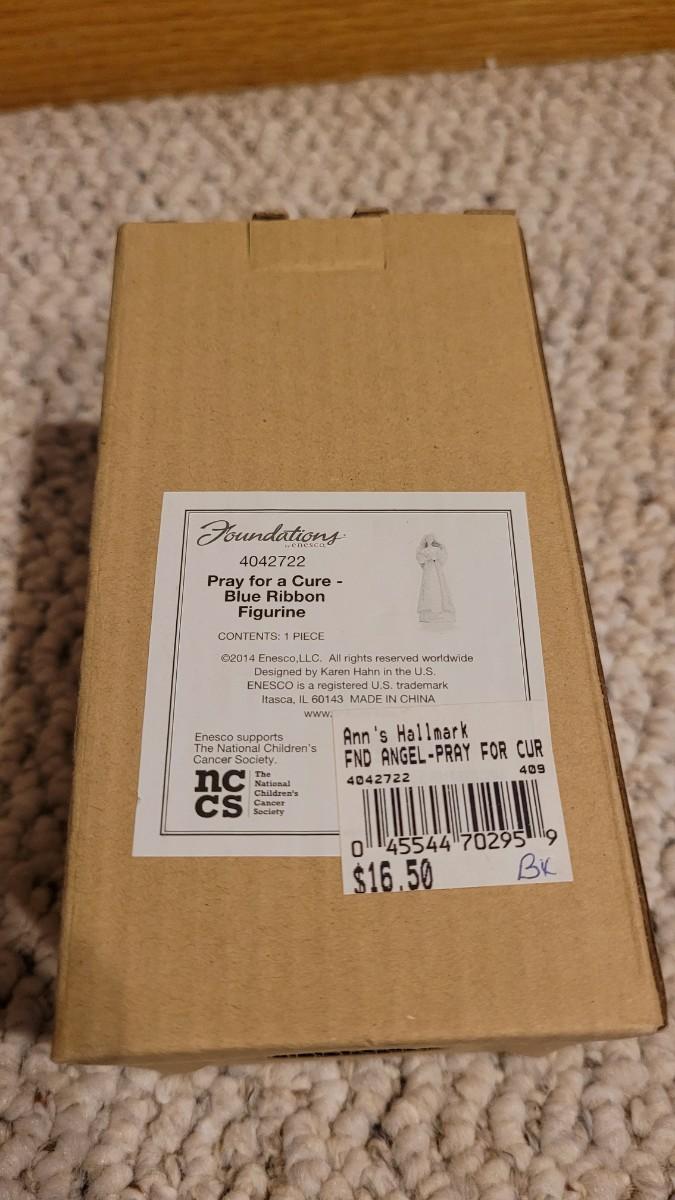 Foundations
by enesco
4042722
Pray for a Cure -
Blue Ribbon
Figurine
CONTENTS: 1 PIECE
©2014 Enesco,LLC. All rights reserved worldwide
Designed by Karen Hahn in the U.S.
ENESCO is a registered U.S. trademark
Itasca, IL 60143 MADE IN CHINA
www.
Enesco supports
The National Children's
Cancer Society.
nc
cs
The
National
Children's
Cancer
Society
Ann's Hallmark
FND ANGEL-PRAY FOR CUR
4042722 409
0 45544 70295 9
$16.50
BK